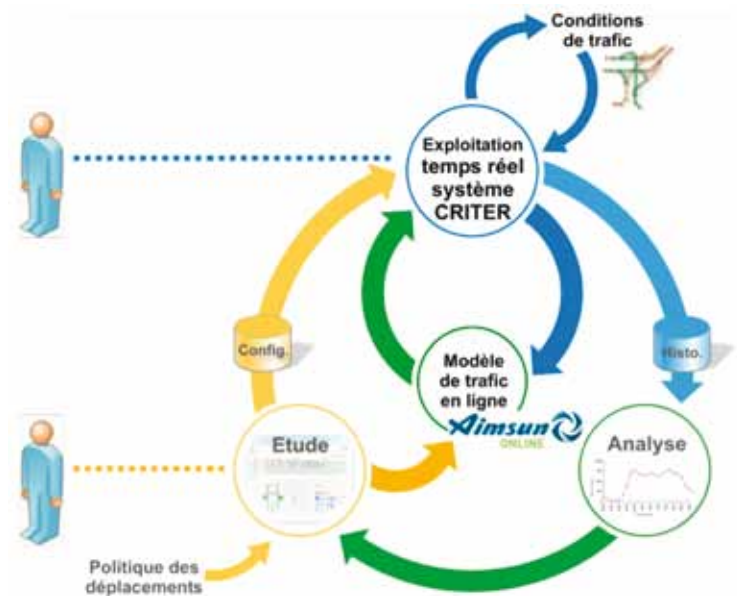 Conditions
de trafic
Exploitation
temps réel
système
CRITER
Config.
Histo.
Modèle
de trafic
en ligne
Aimsun
ONLINE
Etude
Analyse
Politique des
déplacements